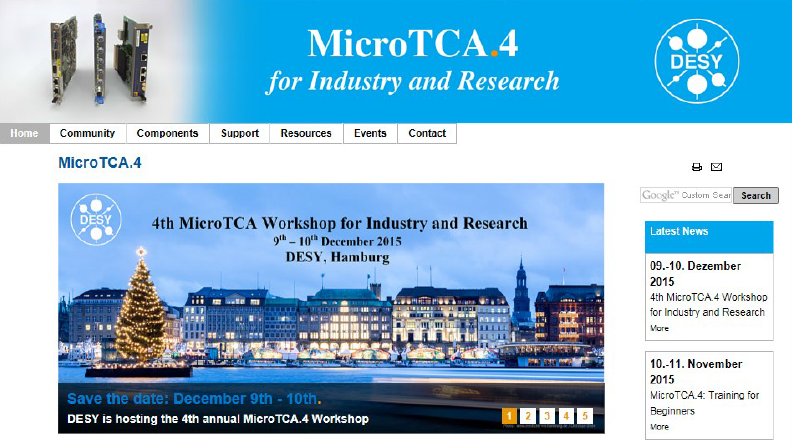 MicroTCA.4
for Industry and Research
DESY
Home Community Components Support Resources Events Contact
MicroTCA.4
Google™ Custom Sear Search
DESY
4th MicroTCA Workshop for Industry and Research
9th – 10th December 2015
DESY, Hamburg
Save the date: December 9th - 10th.
DESY is hosting the 4th annual MicroTCA.4 Workshop
1 2 3 4 5
Latest News
09.-10. Dezember
2015
4th MicroTCA.4 Workshop
for Industry and Research
More
10.-11. November
2015
MicroTCA.4: Training for
Beginners
More